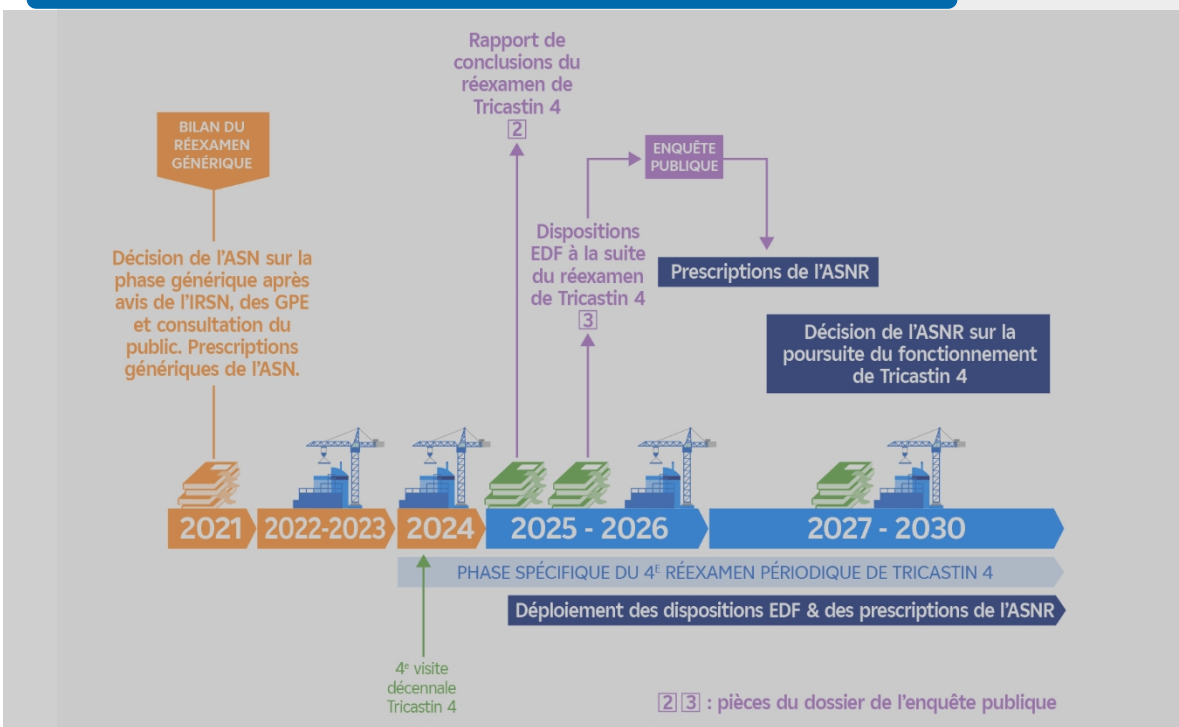 Rapport de
conclusions du
réexamen de
Tricastin 4
2
BILAN DU
RÉEXAMEN
GÉNÉRIQUE
ENQUÊTE
PUBLIQUE
Décision de l'ASN sur la
phase générique après
avis de l'IRSN, des GPE
et consultation du
public. Prescriptions
génériques de l'ASN.
Dispositions
EDF à la suite
du réexamen
de Tricastin 4
3
Prescriptions de l'ASNR
Décision de l'ASNR sur la
poursuite du fonctionnement
de Tricastin 4
2021
2022-2023
2024
2025 - 2026
2027 - 2030
PHASE SPÉCIFIQUE DU 4E RÉEXAMEN PÉRIODIQUE DE TRICASTIN 4
Déploiement des dispositions EDF & des prescriptions de l'ASNR
4e visite
décennale
Tricastin 4
2 3 : pièces du dossier de l'enquête publique